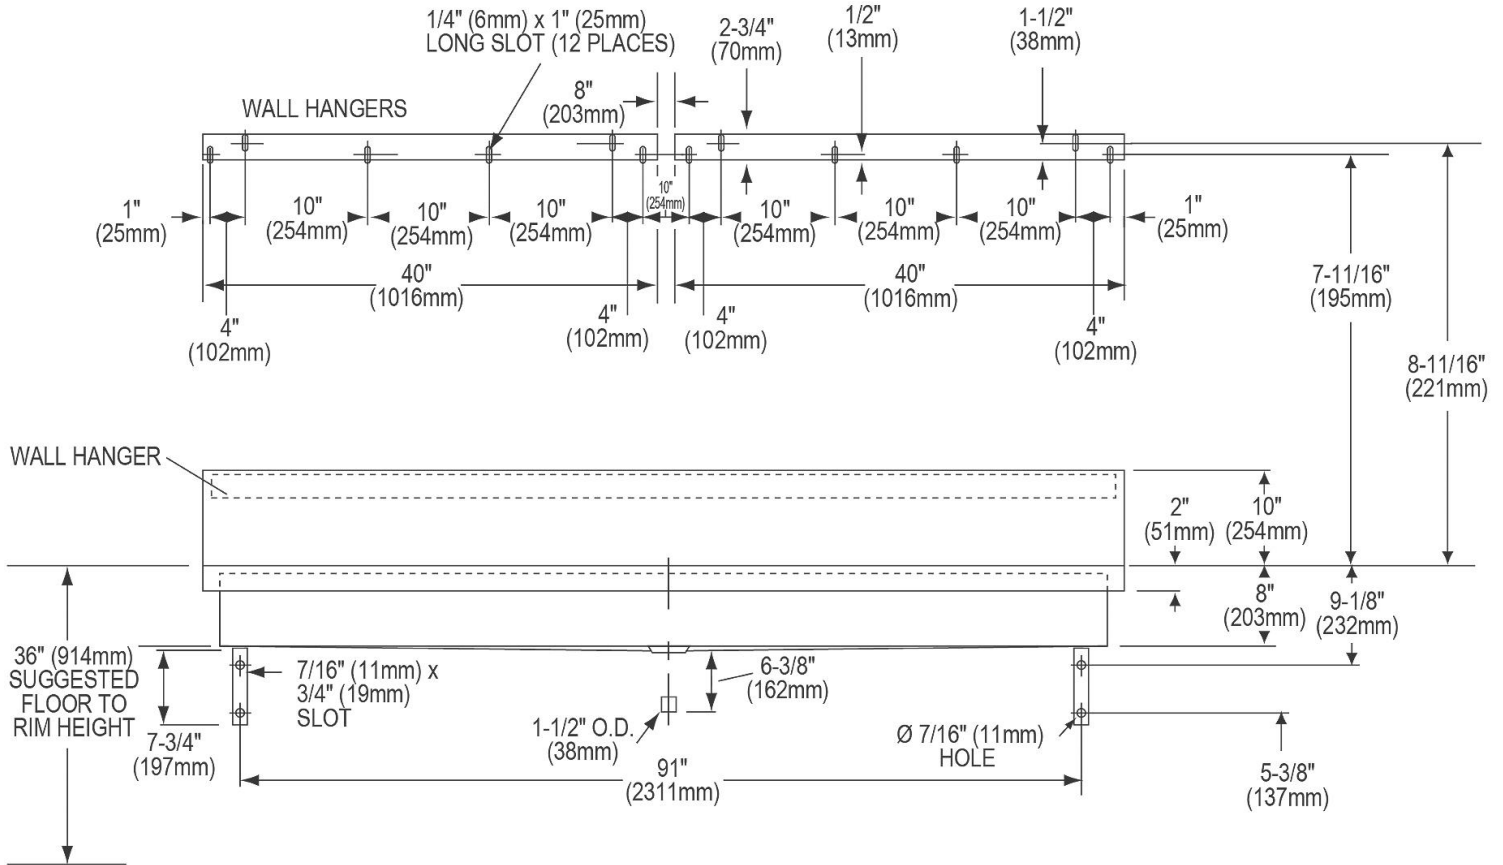 1/4" (6mm) x 1" (25mm)
LONG SLOT (12 PLACES)
2-3/4"
(70mm)
1/2"
(13mm)
1-1/2"
(38mm)
WALL HANGERS
8"
(203mm)
1"
(25mm)
10"
(254mm)
10"
(254mm)
10"
(254mm)
10"
(254mm)
10"
(254mm)
10"
(254mm)
10"
(254mm)
1"
(25mm)
40"
(1016mm)
40"
(1016mm)
7-11/16"
(195mm)
4"
(102mm)
4"
(102mm)
4"
(102mm)
4"
(102mm)
8-11/16"
(221mm)
WALL HANGER
2"
(51mm)
10"
(254mm)
8"
(203mm)
9-1/8"
(232mm)
36" (914mm)
SUGGESTED
FLOOR TO
RIM HEIGHT
7/16" (11mm) x
3/4" (19mm)
SLOT
6-3/8"
(162mm)
7-3/4"
(197mm)
1-1/2" O.D.
(38mm)
Ø 7/16" (11mm)
HOLE
91"
(2311mm)
5-3/8"
(137mm)